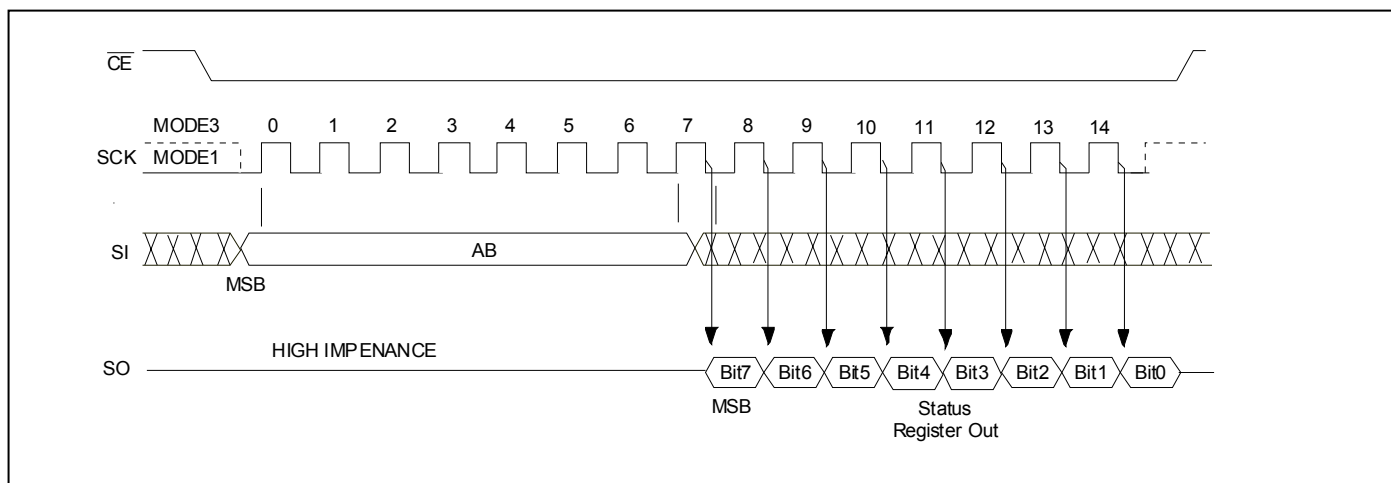 CE
MODE3 0 1 2 3 4 5 6 7 8 9 10 11 12 13 14
SCK MODE1
SI AB
MSB
HIGH IMPENANCE
SO Bit7 Bit6 Bit5 Bit4 Bit3 Bit2 Bit1 Bit0
MSB Status
Register Out